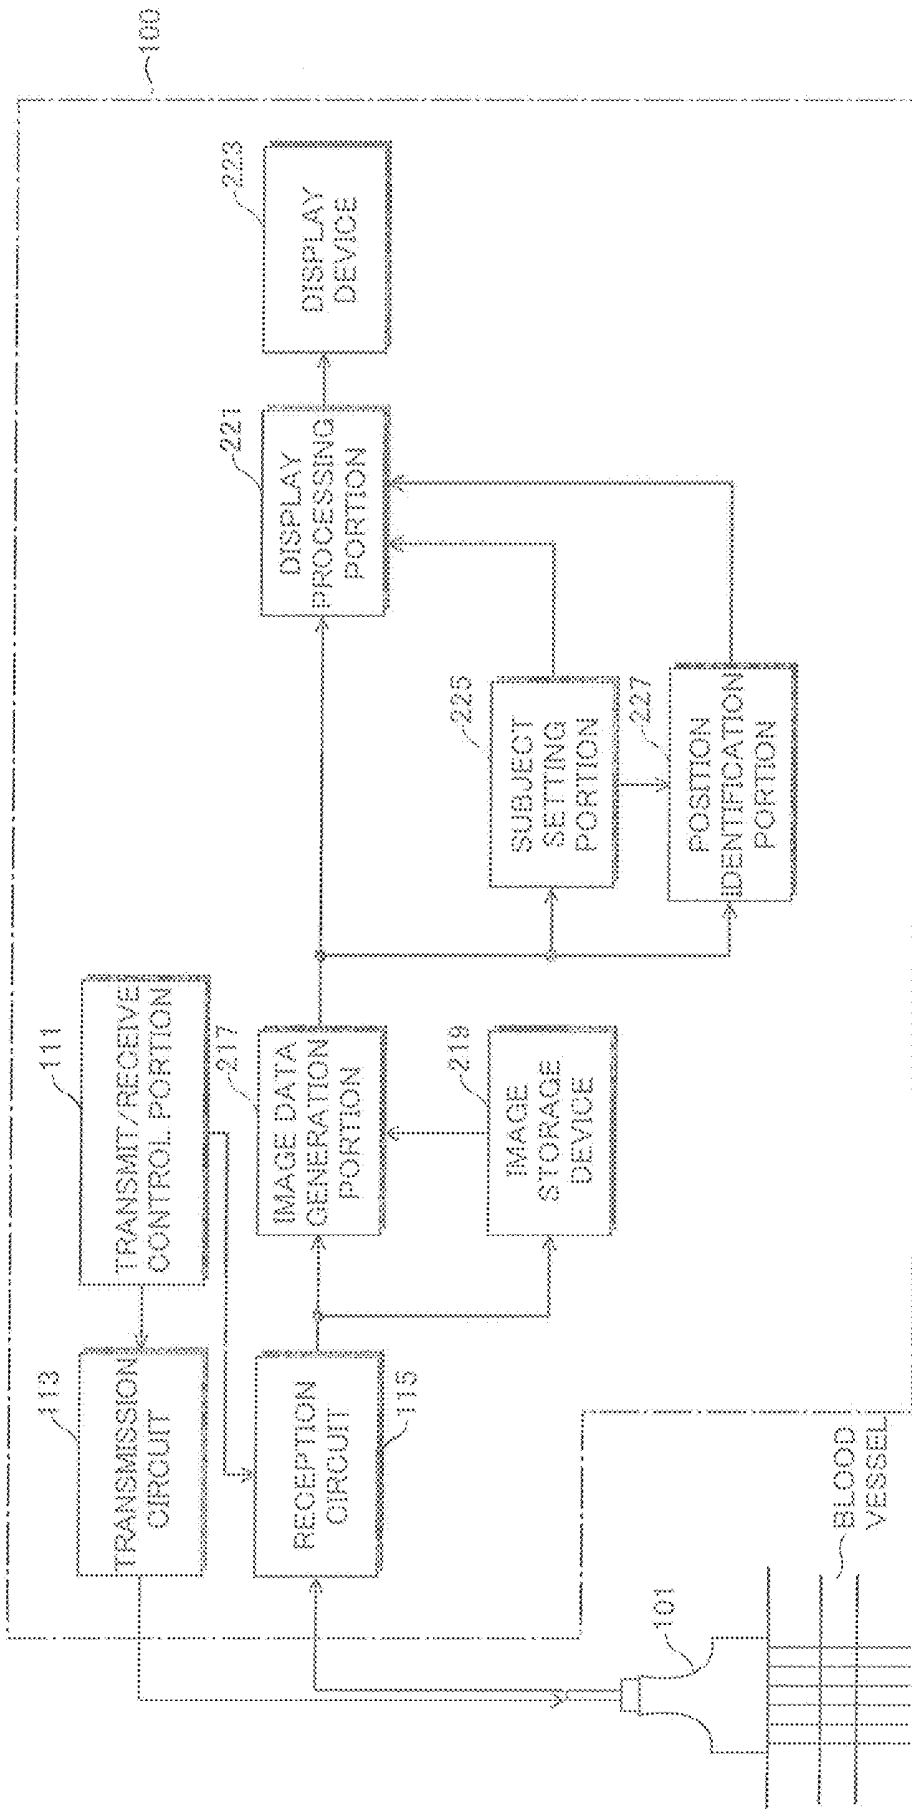 100
111
TRANSMIT/RECEIVE
CONTROL PORTION
113
TRANSMISSION
CIRCUIT
RECEPTION
CIRCUIT
115
217
IMAGE DATA
GENERATION
PORTION
219
IMAGE
STORAGE
DEVICE
221
DISPLAY
PROCESSING
PORTION
223
DISPLAY
DEVICE
225
SUBJECT
SETTING
PORTION
227
POSITION
IDENTIFICATION
PORTION
101
BLOOD
VESSEL